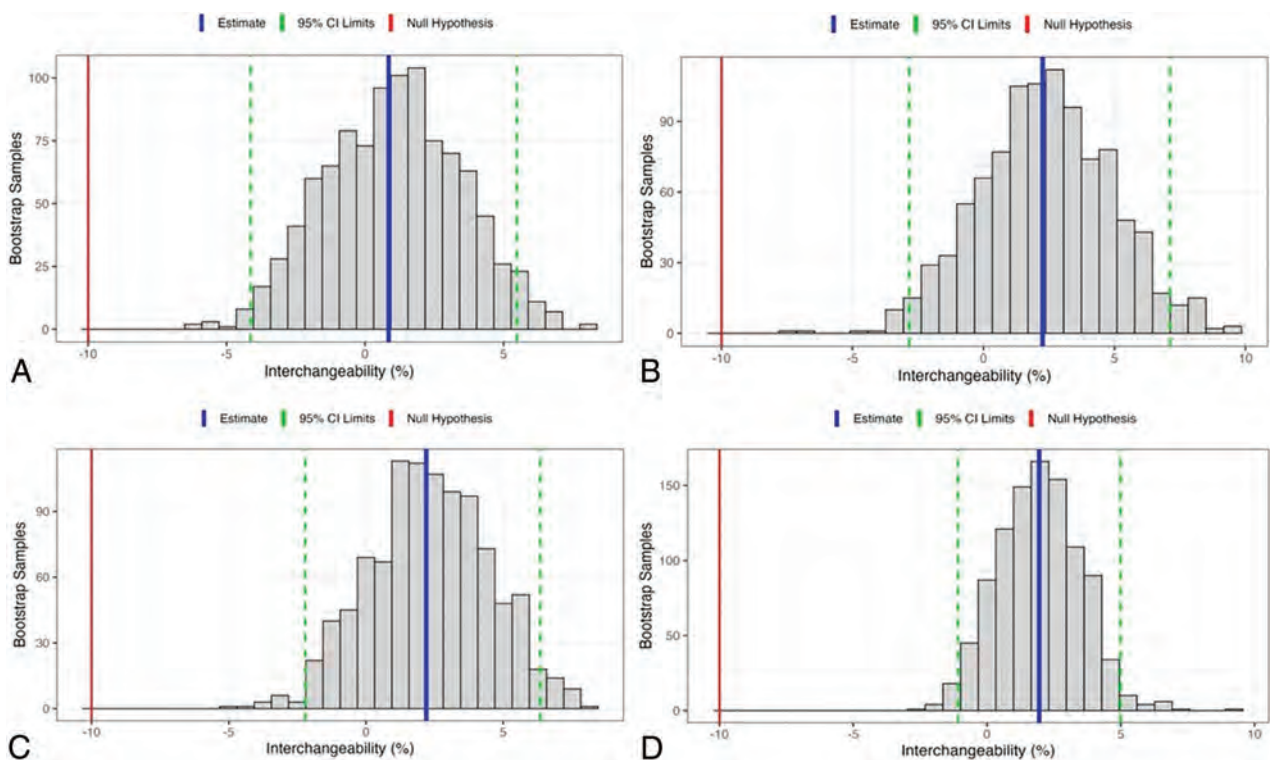 Estimate 95% CI Limits Null Hypothesis
100
75
50
25
0
Bootstrap Samples
-10 -5 0 5
Interchangeability (%)
A
Estimate 95% CI Limits Null Hypothesis
90
60
30
0
Bootstrap Samples
-10 -5 0 5 10
Interchangeability (%)
B
Estimate 95% CI Limits Null Hypothesis
90
60
30
0
Bootstrap Samples
-10 -5 0 5
Interchangeability (%)
C
Estimate 95% CI Limits Null Hypothesis
150
100
50
0
Bootstrap Samples
-10 -5 0 5 10
Interchangeability (%)
D